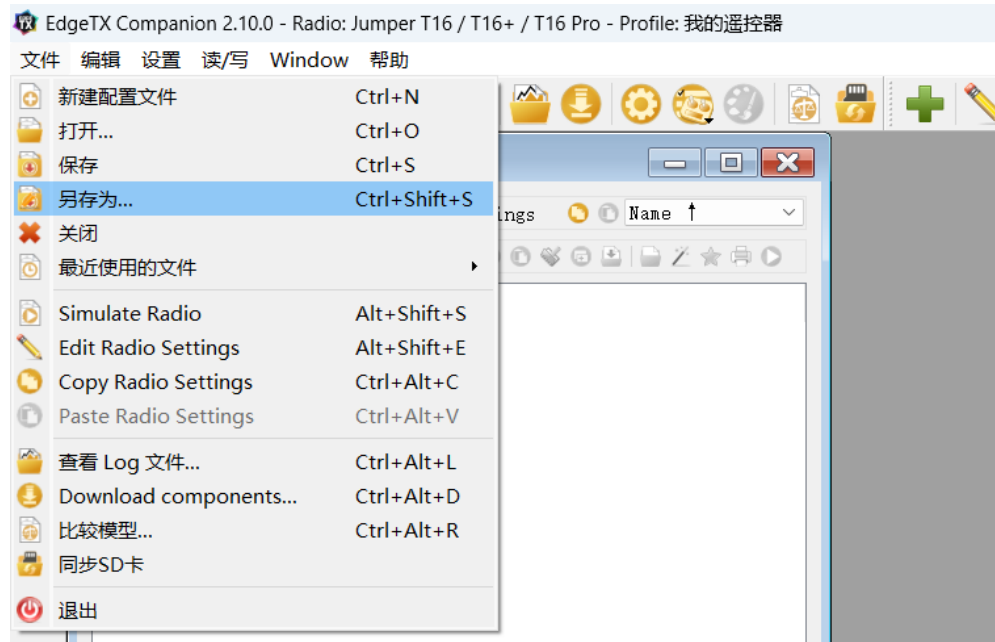 EdgeTX Companion 2.10.0 - Radio: Jumper T16 / T16+ / T16 Pro - Profile: 我的遥控器
文件 编辑 设置 读/写 Window 帮助
新建配置文件 Ctrl+N
打开... Ctrl+O
保存 Ctrl+S
另存为... Ctrl+Shift+S
ings Name
关闭
最近使用的文件
Simulate Radio Alt+Shift+S
Edit Radio Settings Alt+Shift+E
Copy Radio Settings Ctrl+Alt+C
Paste Radio Settings Ctrl+Alt+V
查看 Log 文件... Ctrl+Alt+L
Download components... Ctrl+Alt+D
比较模型... Ctrl+Alt+R
同步SD卡
退出